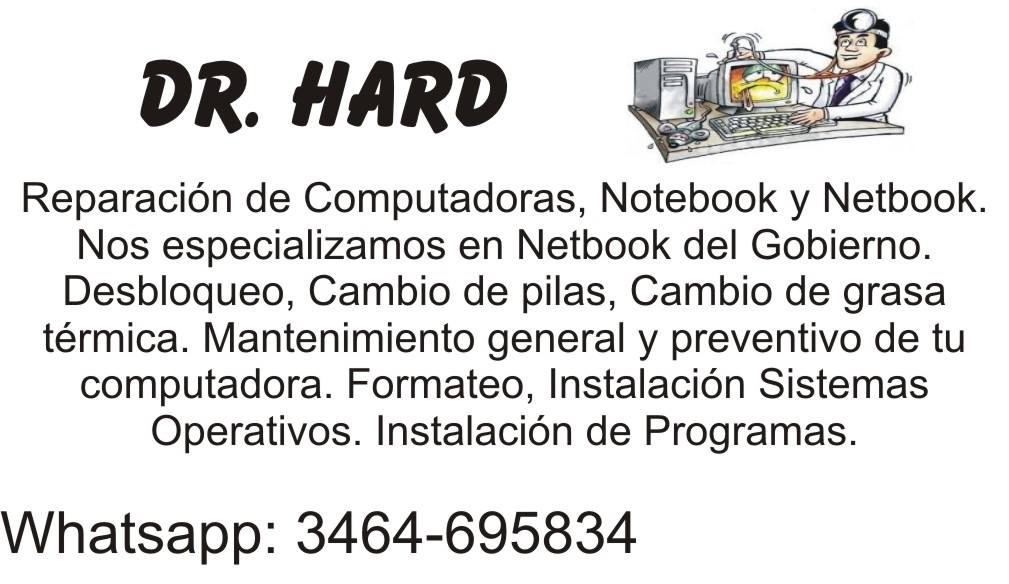 DR. HARD
Reparación de Computadoras, Notebook y Netbook.
Nos especializamos en Netbook del Gobierno.
Desbloqueo, Cambio de pilas, Cambio de grasa
térmica. Mantenimiento general y preventivo de tu
computadora. Formateo, Instalación Sistemas
Operativos. Instalación de Programas.
Whatsapp: 3464-695834